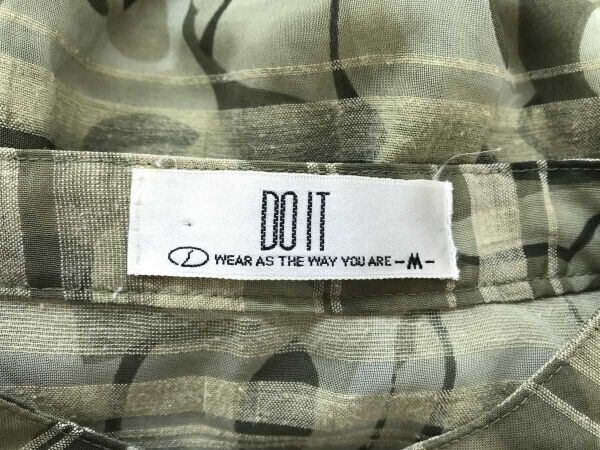 DO IT
L WEAR AS THE WAY YOU ARE -M-